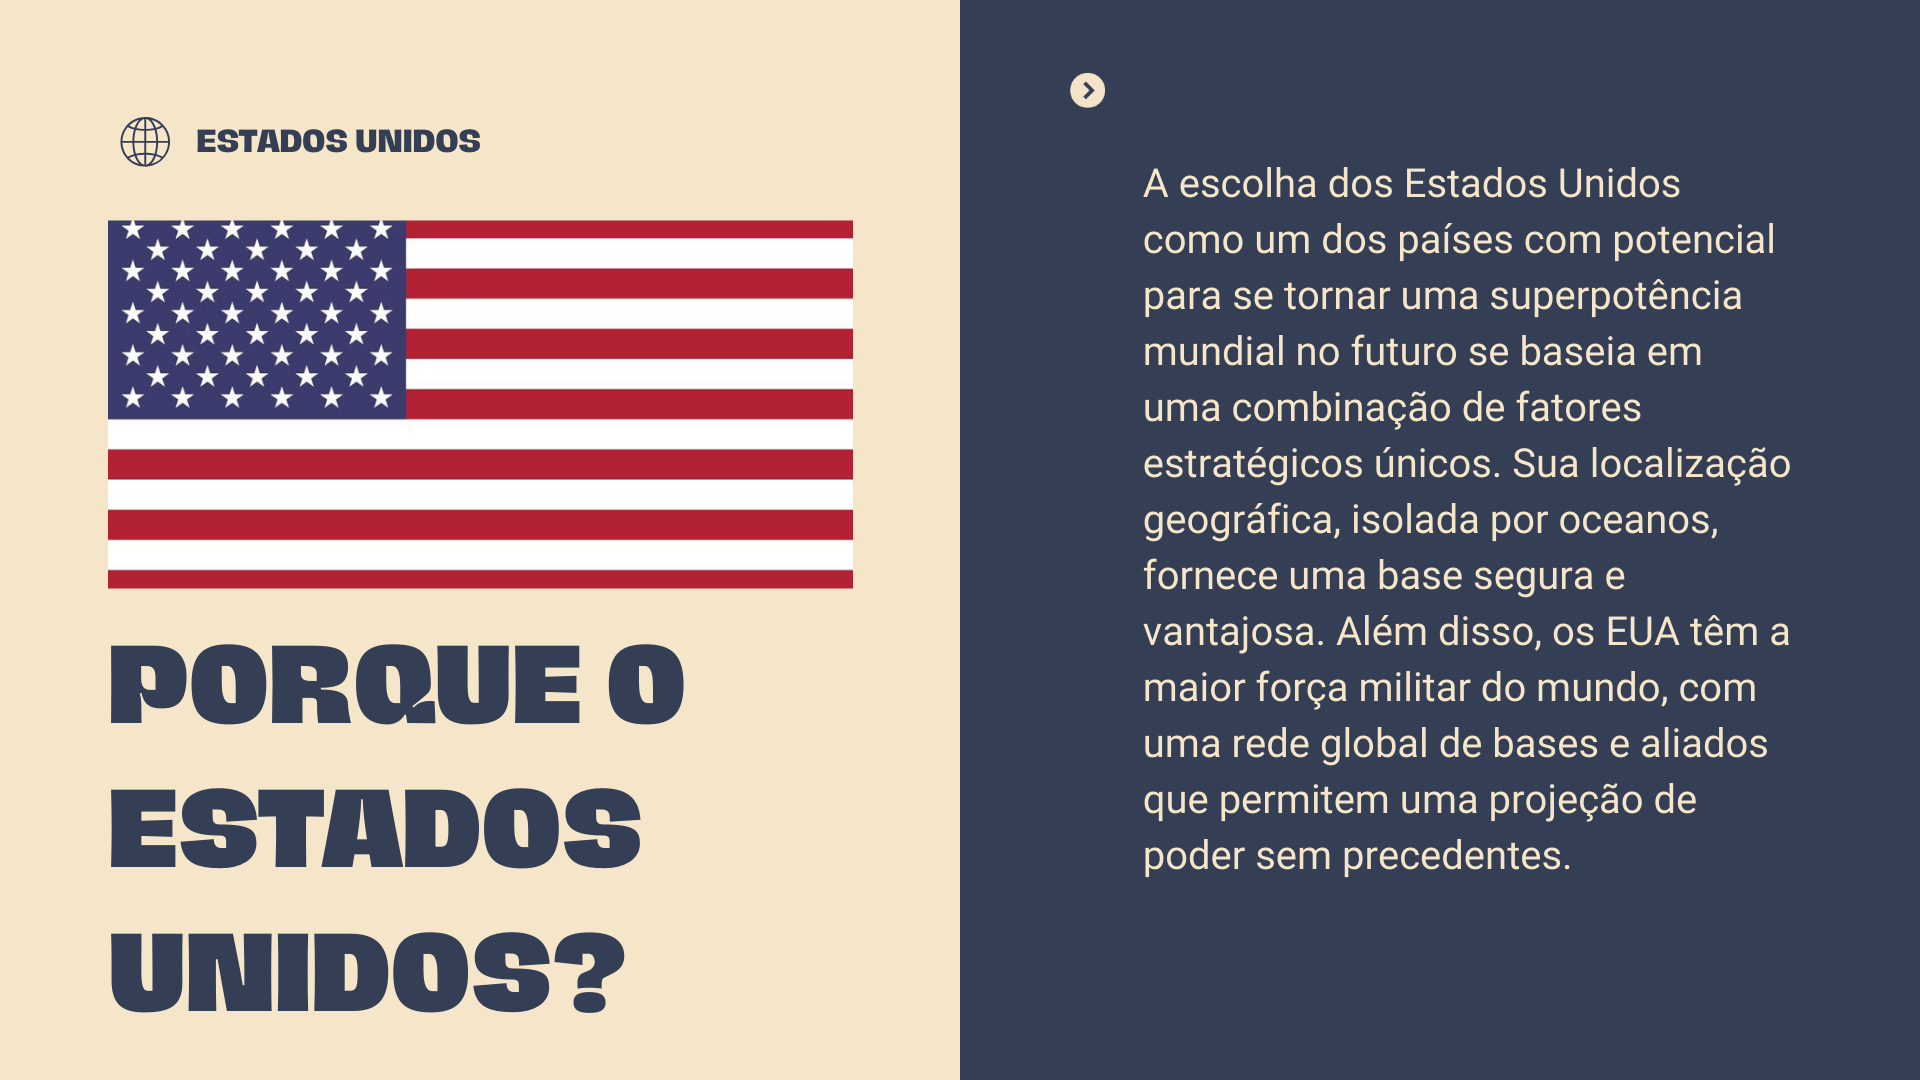 ESTADOS UNIDOS
PORQUE O
ESTADOS
UNIDOS?
A escolha dos Estados Unidos
como um dos países com potencial
para se tornar uma superpotência
mundial no futuro se baseia em
uma combinação de fatores
estratégicos únicos. Sua localização
geográfica, isolada por oceanos,
fornece uma base segura e
vantajosa. Além disso, os EUA têm a
maior força militar do mundo, com
uma rede global de bases e aliados
que permitem uma projeção de
poder sem precedentes.